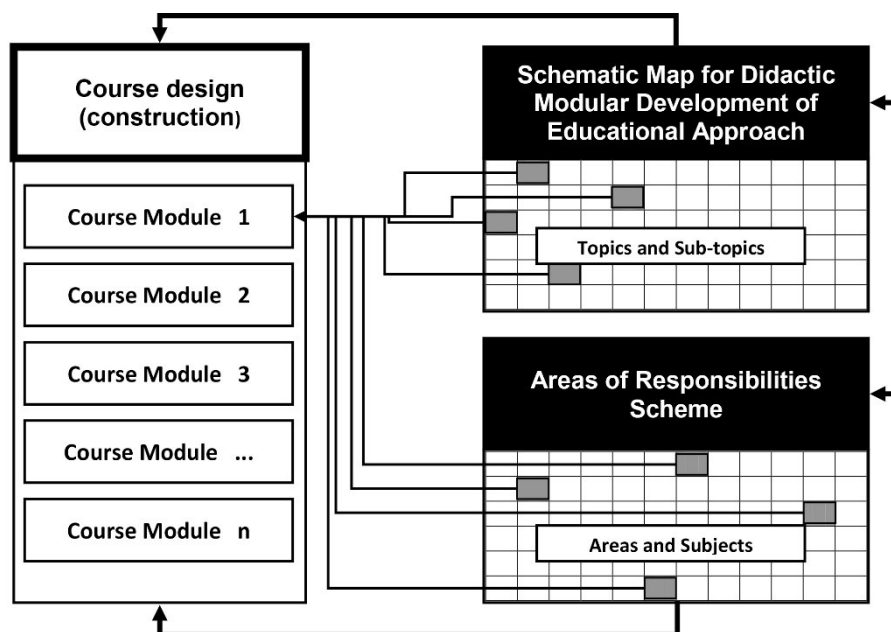 Course design
(construction)
Course Module 1
Course Module 2
Course Module 3
Course Module ...
Course Module n
Schematic Map for Didactic
Modular Development of
Educational Approach
Topics and Sub-topics
Areas of Responsibilities
Scheme
Areas and Subjects